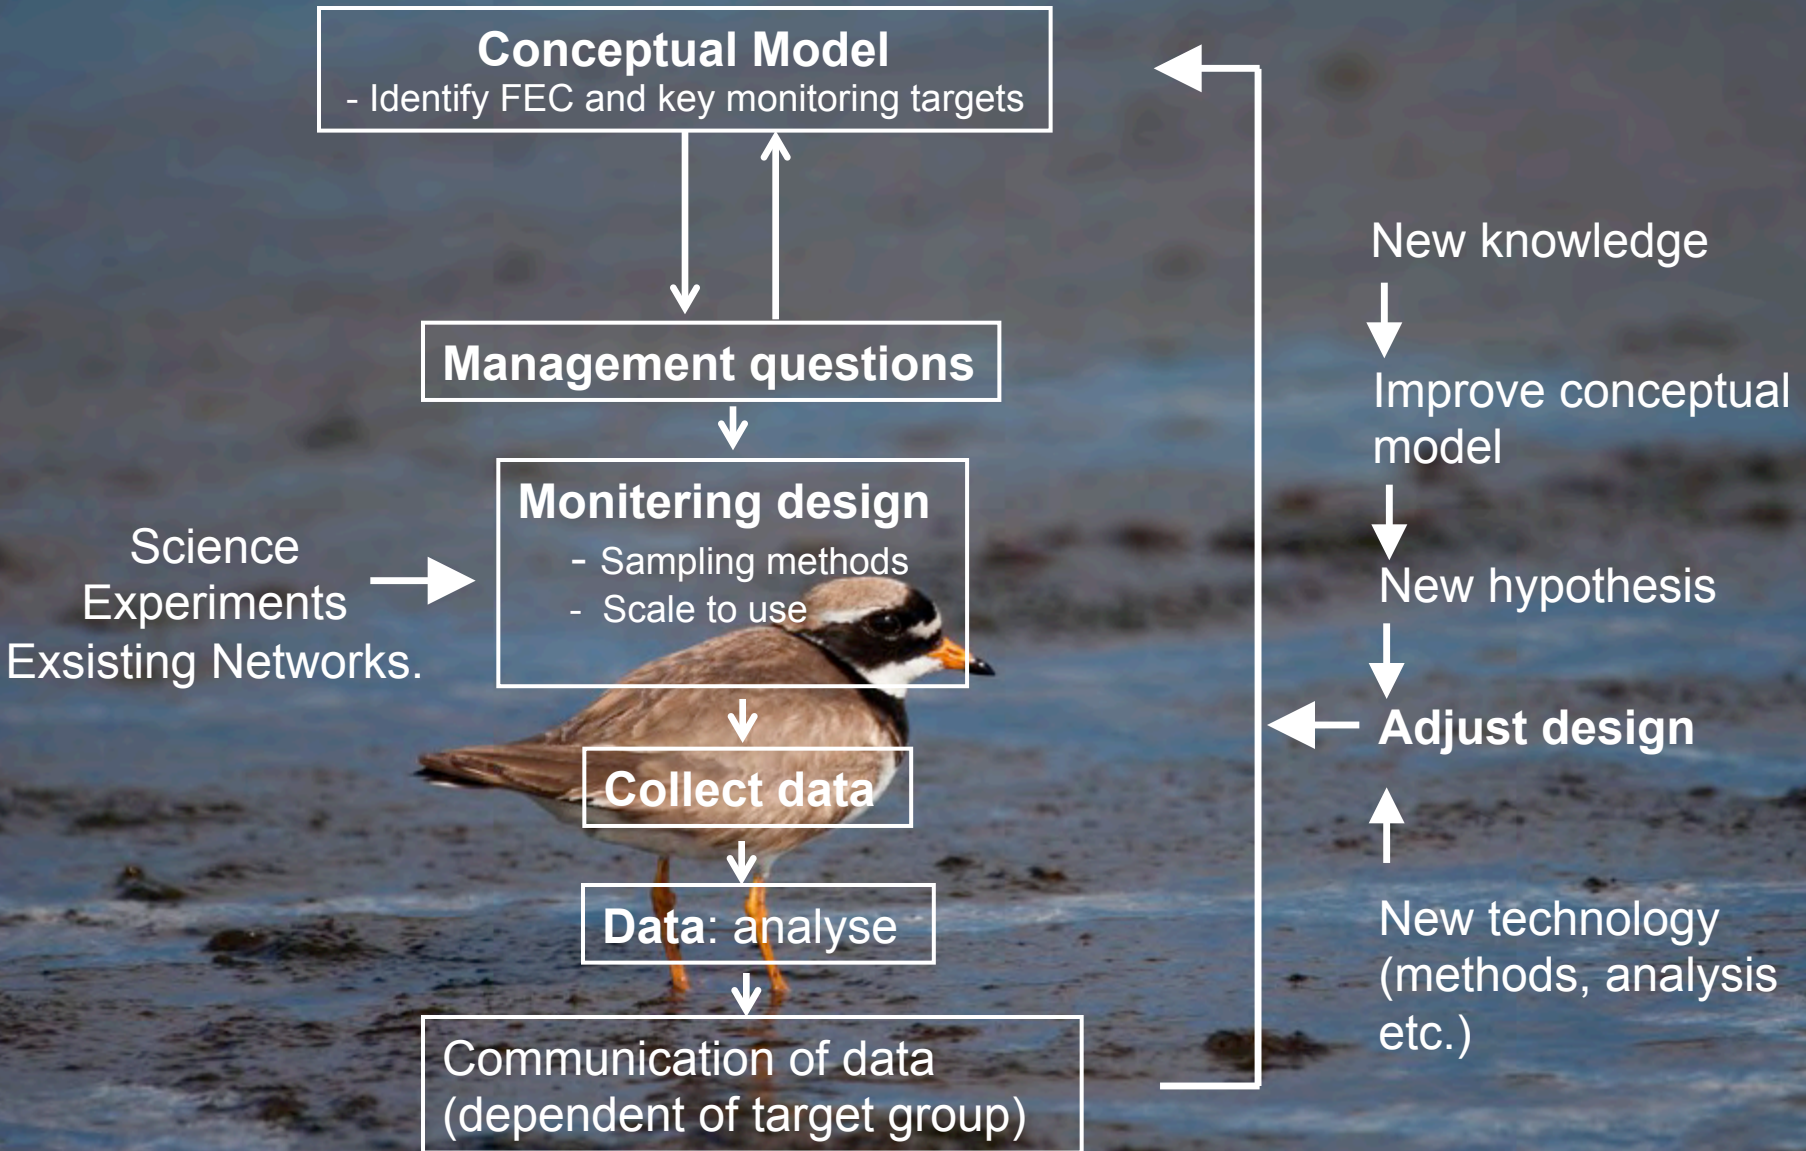 Conceptual Model
- Identify FEC and key monitoring targets
Management questions
Monitering design
- Sampling methods
- Scale to use
Science
Experiments
Exsisting Networks.
Collect data
Data: analyse
Communication of data
(dependent of target group)
New knowledge
Improve conceptual
model
New hypothesis
Adjust design
New technology
(methods, analysis
etc.)